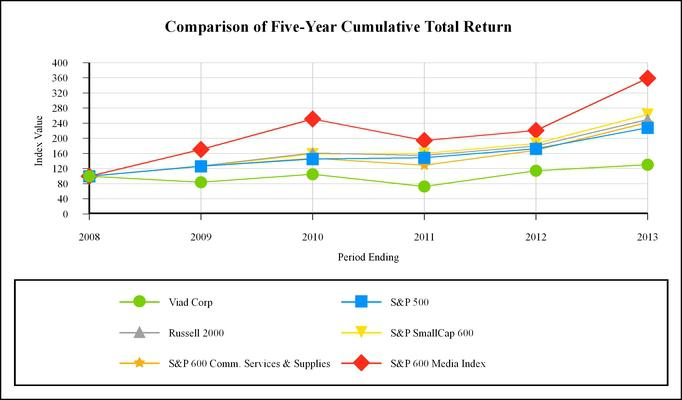 Comparison of Five-Year Cumulative Total Return
400
360
320
280
240
200
160
120
80
40
0
Index Value
2008 2009 2010 2011 2012 2013
Period Ending
Viad Corp S&P 500
Russell 2000 S&P SmallCap 600
S&P 600 Comm. Services & Supplies S&P 600 Media Index